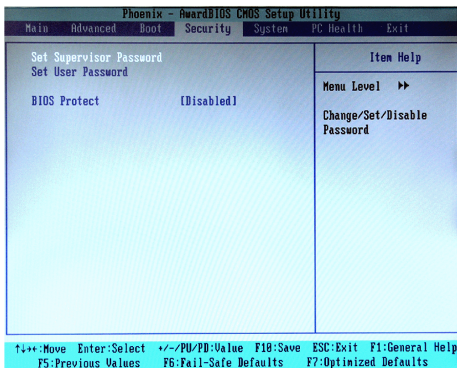 Phoenix - AwardBIOS CMOS Setup Utility
Main Advanced Boot Security System PC Health Exit
Set Supervisor Password
Set User Password
BIOS Protect [Disabled]
Item Help
Menu Level ▸▸
Change/Set/Disable
Password
↑↓→←:Move Enter:Select +/-/PU/PD:Value F10:Save ESC:Exit F1:General Help
F5:Previous Values F6:Fail-Safe Defaults F7:Optimized Defaults